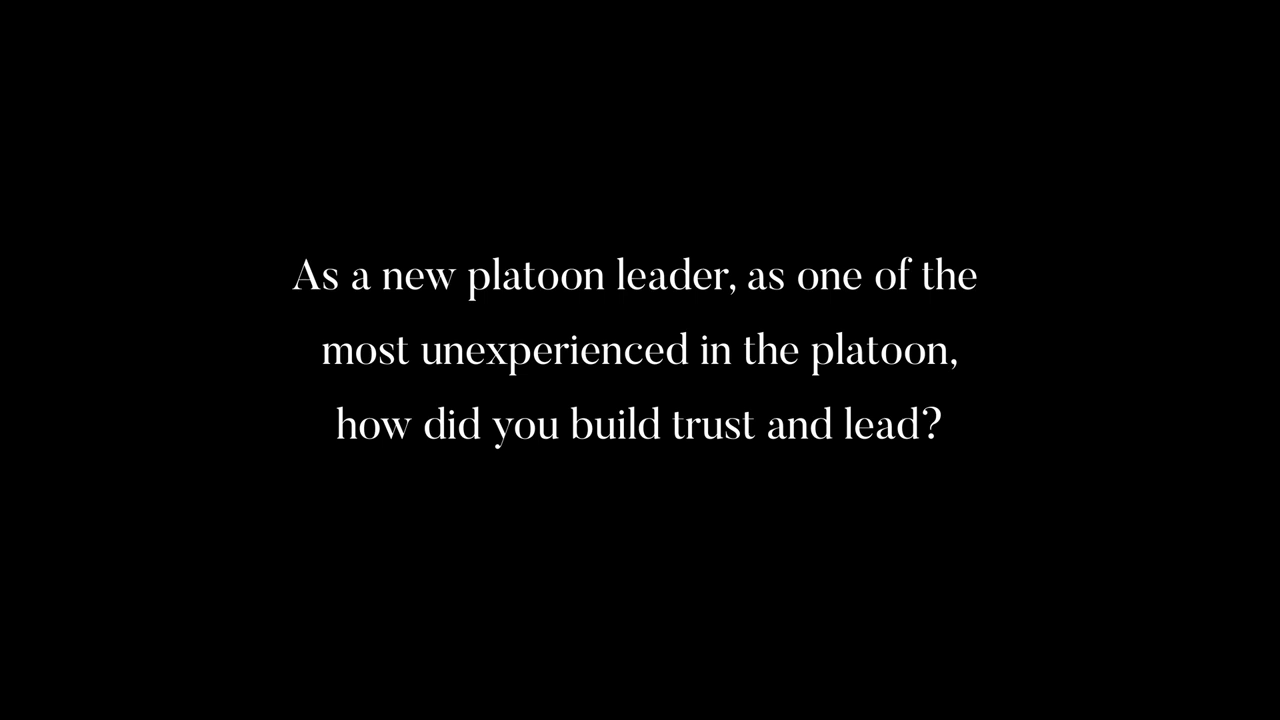 As a new platoon leader, as one of the
most unexperienced in the platoon,
how did you build trust and lead?